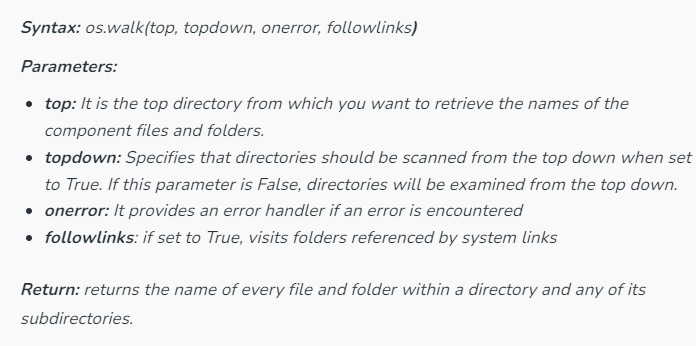 Syntax: os.walk(top, topdown, onerror, followlinks)
Parameters:
• top: It is the top directory from which you want to retrieve the names of the
component files and folders.
• topdown: Specifies that directories should be scanned from the top down when set
to True. If this parameter is False, directories will be examined from the top down.
• onerror: It provides an error handler if an error is encountered
• followlinks: if set to True, visits folders referenced by system links
Return: returns the name of every file and folder within a directory and any of its
subdirectories.